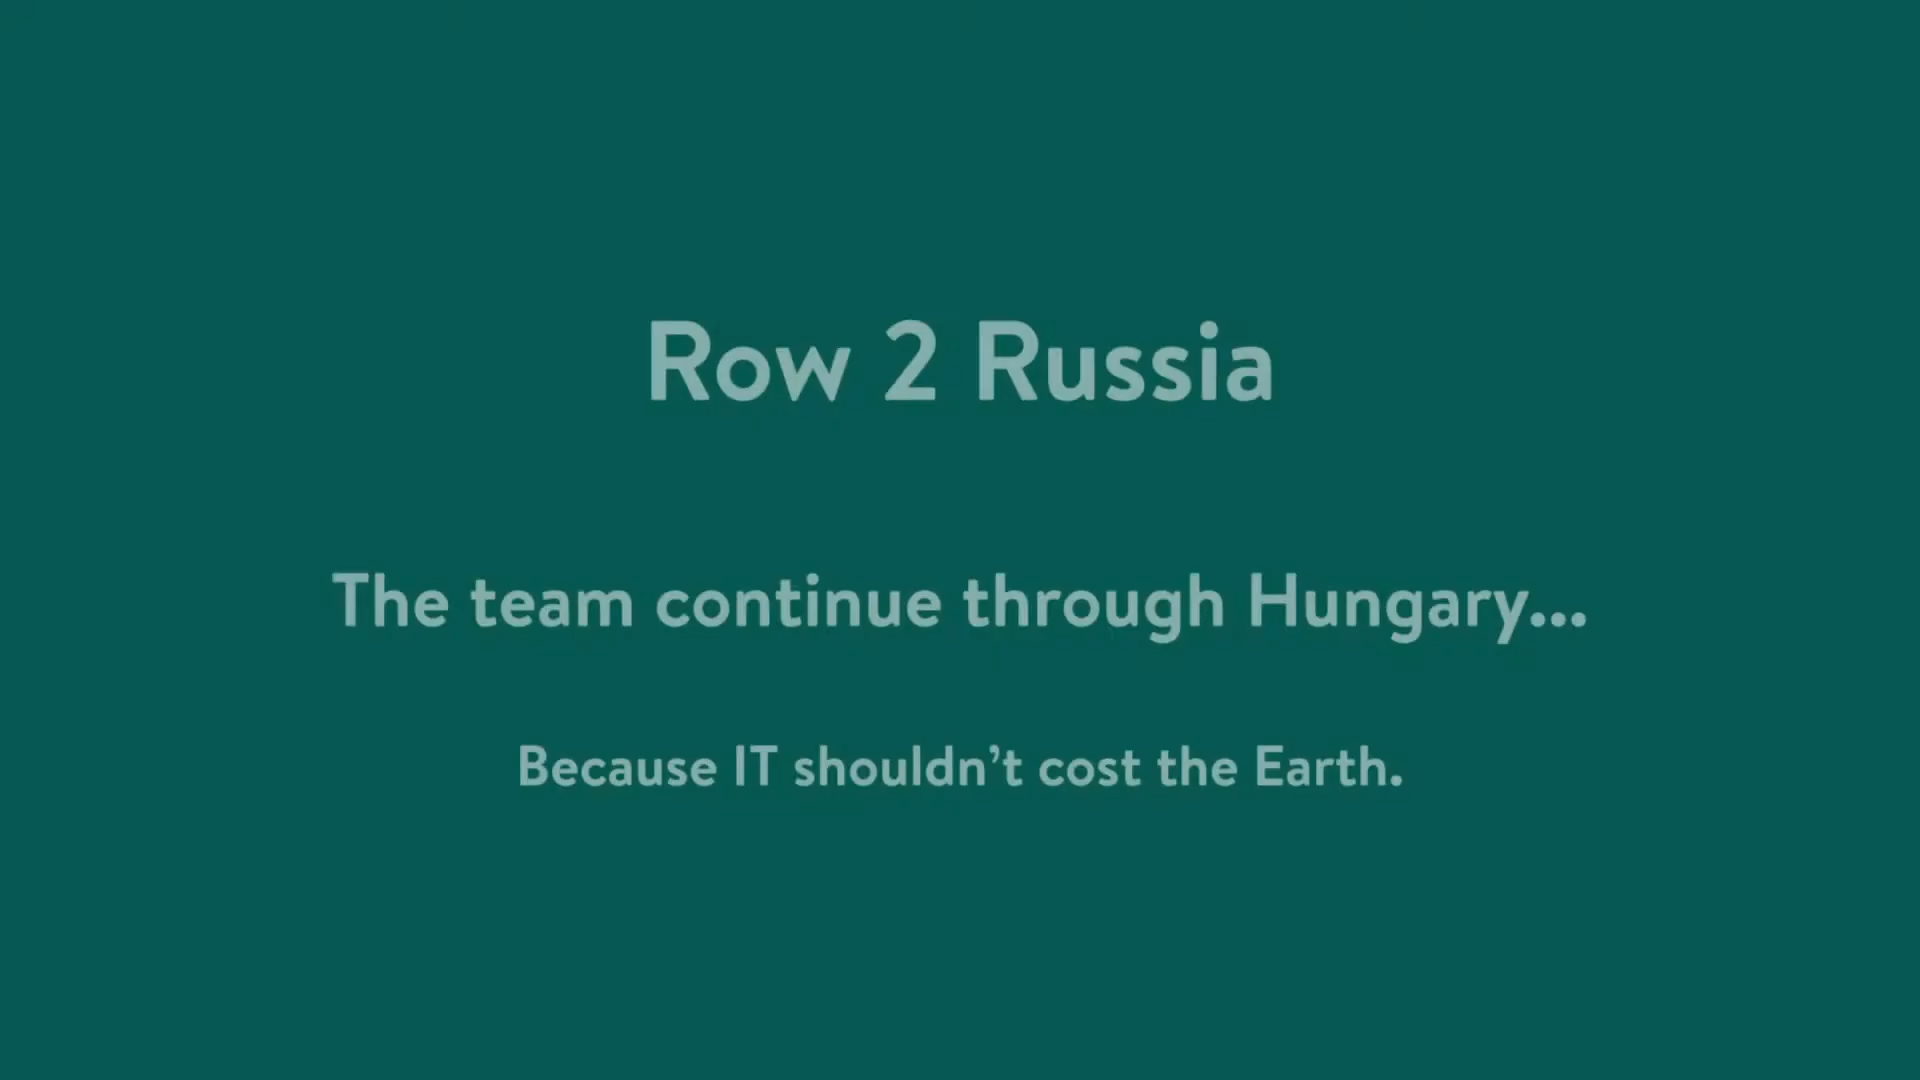 Row 2 Russia
The team continue through Hungary...
Because IT shouldn’t cost the Earth.